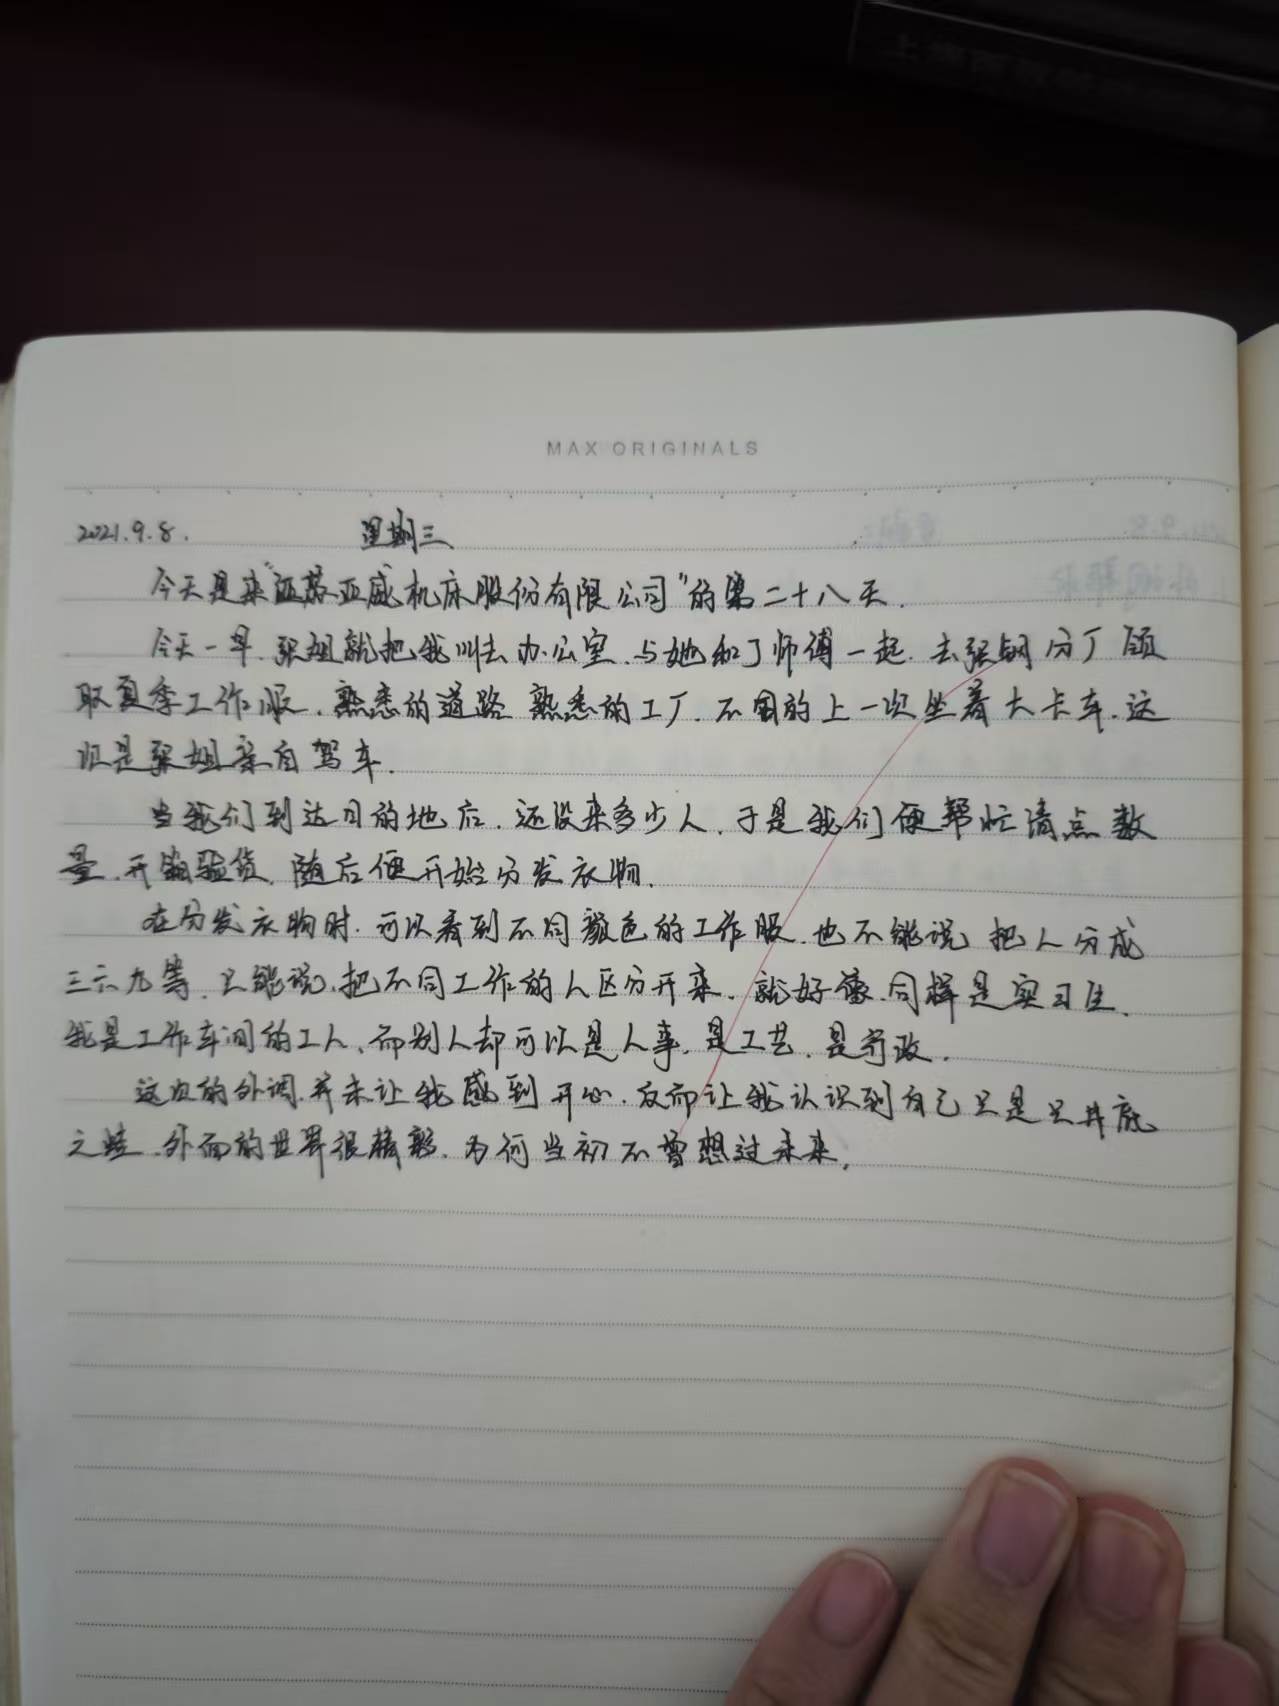 MAX ORIGINALS
2021.9.8. 星期三
今天是来“江苏亚威机床股份有限公司”的第二十八天.
今天一早.张姐就把我叫去办公室.与她和丁师傅一起.去张钢分厂领
取夏季工作服.熟悉的道路 熟悉的工厂.不同的上一次坐着大卡车.这
次是张姐亲自驾车.
当我们到达目的地后.还没来多少人.于是我们便帮忙清点数
量.开箱验货.随后便开始分发衣物.
在分发衣物时.可以看到不同颜色的工作服.也不能说 把人分成
三六九等.只能说.把不同工作的人区分开来.就好像.同样是实习生.
我是工作车间的工人.而别人却可以是人事.是工艺.是行政.
这次的外调.并未让我感到开心.反而让我认识到自己只是只井底
之蛙.外面的世界很精彩.为何当初不曾想过未来.